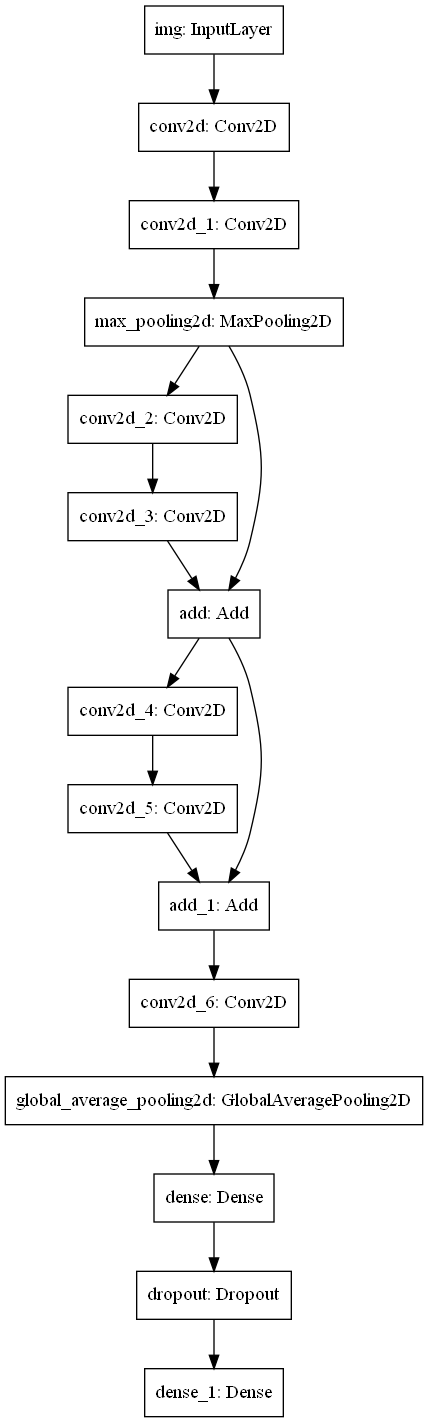 img: InputLayer
conv2d: Conv2D
conv2d_1: Conv2D
max_pooling2d: MaxPooling2D
conv2d_2: Conv2D
conv2d_3: Conv2D
add: Add
conv2d_4: Conv2D
conv2d_5: Conv2D
add_1: Add
conv2d_6: Conv2D
global_average_pooling2d: GlobalAveragePooling2D
dense: Dense
dropout: Dropout
dense_1: Dense